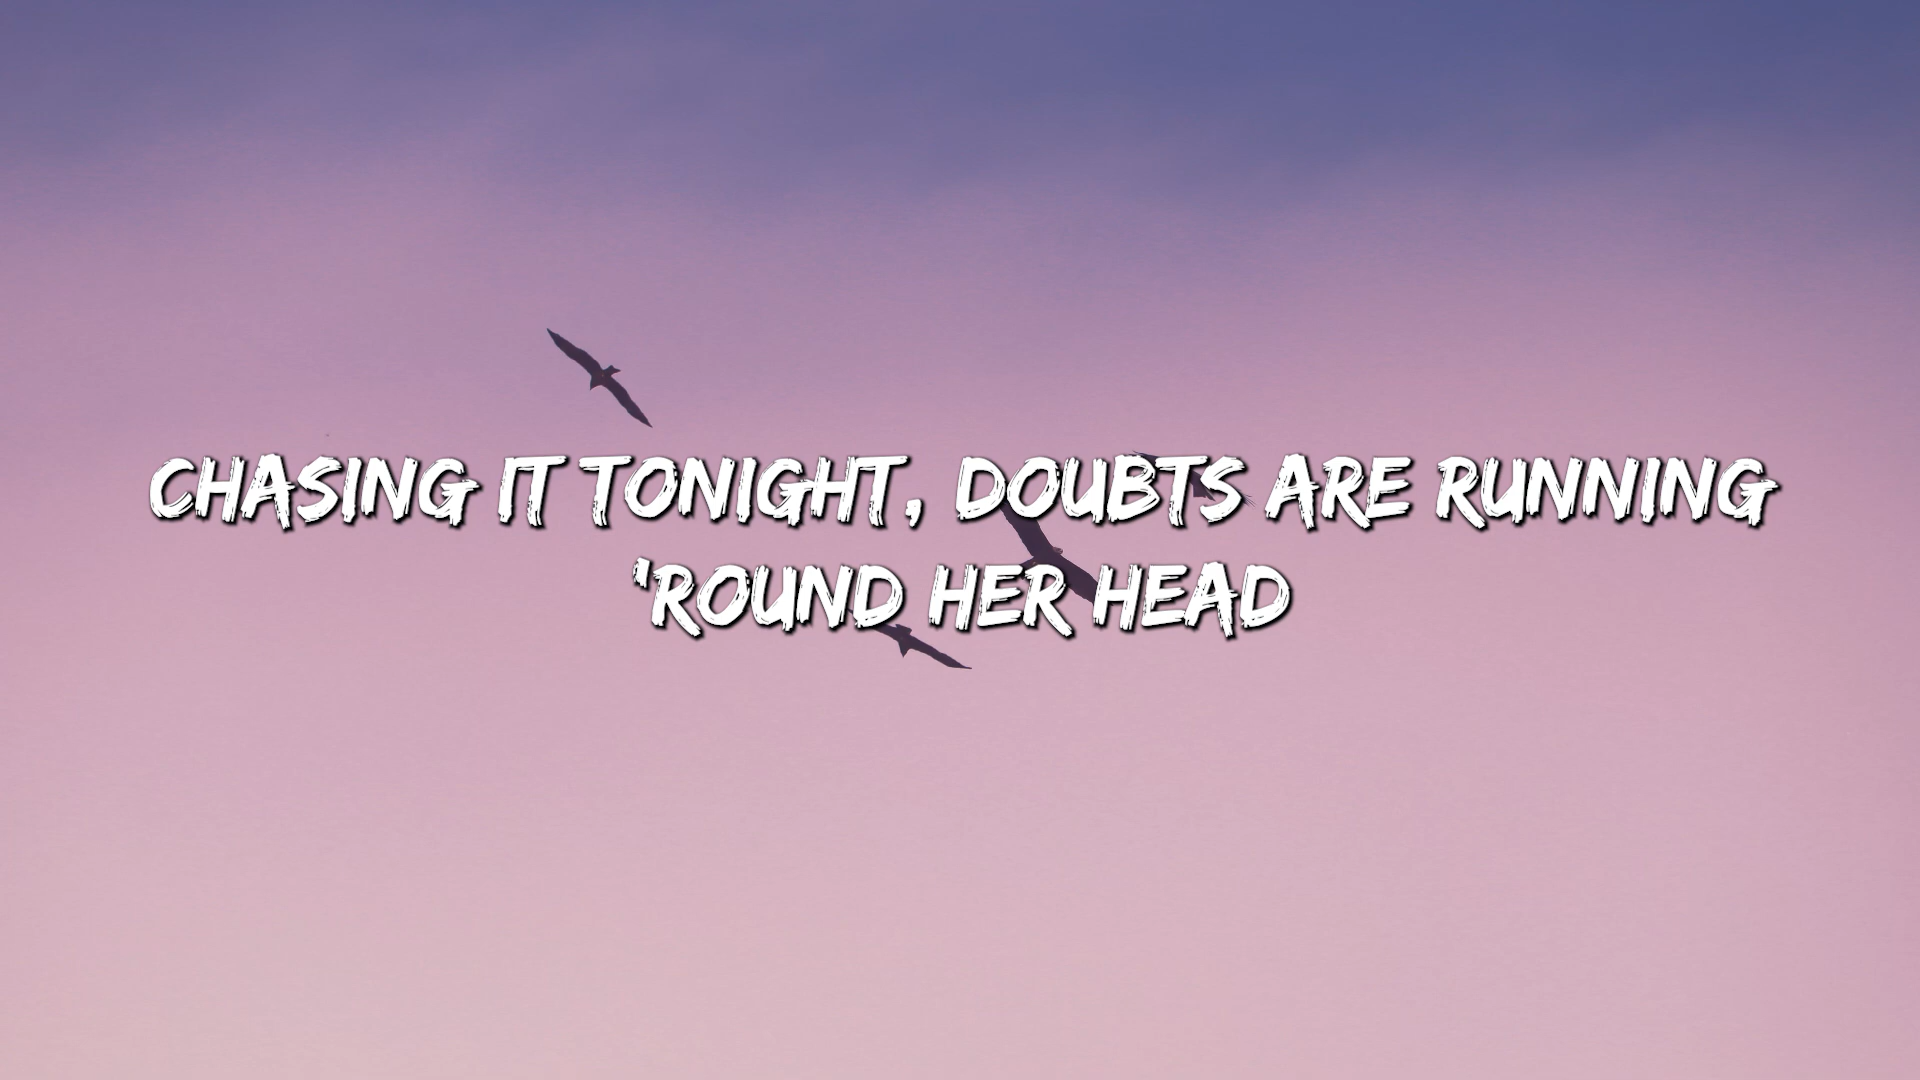 CHASING IT TONIGHT, DOUBTS ARE RUNNING
'ROUND HER HEAD